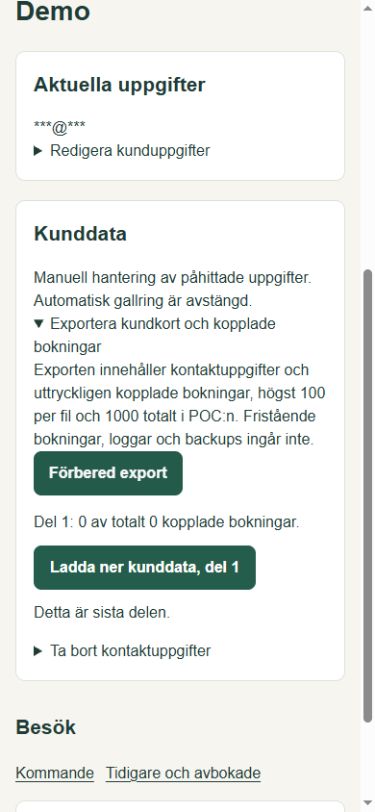 Demo
Aktuella uppgifter
***@***
Redigera kunduppgifter
Kunddata
Manuell hantering av påhittade uppgifter.
Automatisk gallring är avstängd.
Exportera kundkort och kopplade
bokningar
Exporten innehåller kontaktuppgifter och
uttryckligen kopplade bokningar, högst 100
per fil och 1000 totalt i POC:n. Fristående
bokningar, loggar och backups ingår inte.
Förbered export
Del 1: 0 av totalt 0 kopplade bokningar.
Ladda ner kunddata, del 1
Detta är sista delen.
Ta bort kontaktuppgifter
Besök
Kommande Tidigare och avbokade